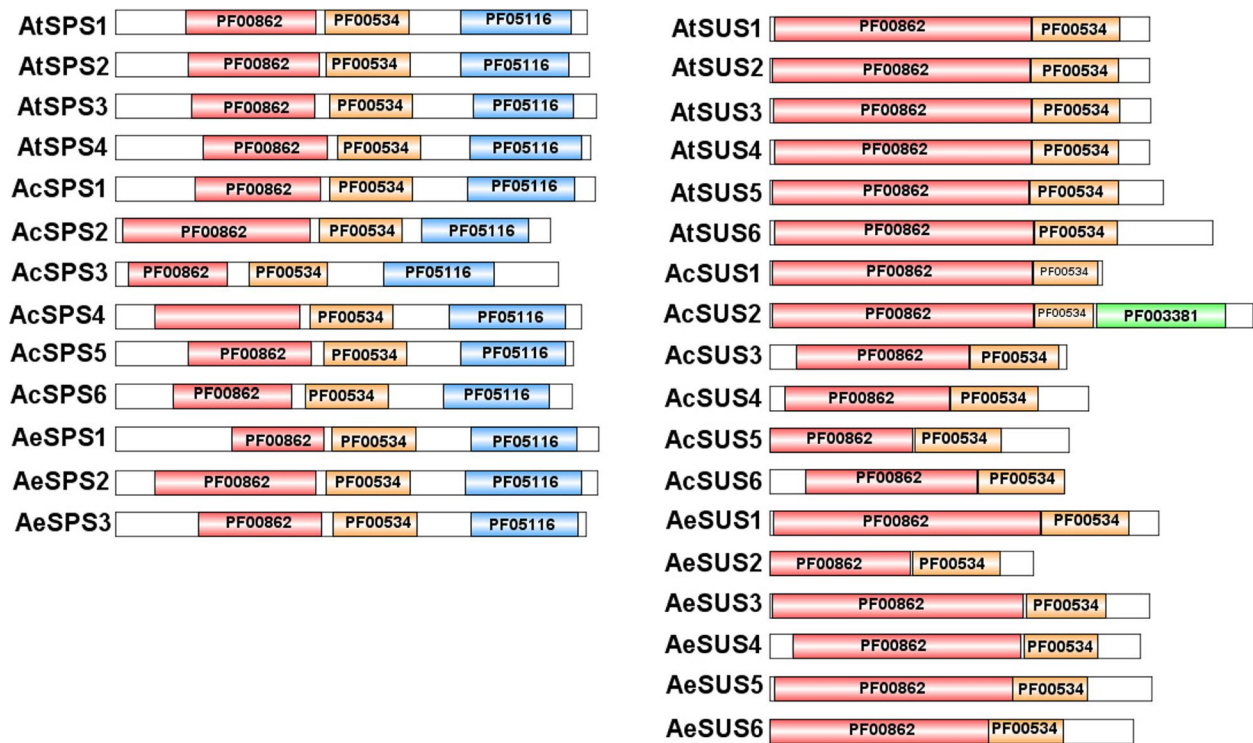 AtSPS1 PF00862 PF00534 PF05116
AtSPS2 PF00862 PF00534 PF05116
AtSPS3 PF00862 PF00534 PF05116
AtSPS4 PF00862 PF00534 PF05116
AcSPS1 PF00862 PF00534 PF05116
AcSPS2 PF00862 PF00534 PF05116
AcSPS3 PF00862 PF00534 PF05116
AcSPS4 PF00534 PF05116
AcSPS5 PF00862 PF00534 PF05116
AcSPS6 PF00862 PF00534 PF05116
AeSPS1 PF00862 PF00534 PF05116
AeSPS2 PF00862 PF00534 PF05116
AeSPS3 PF00862 PF00534 PF05116
AtSUS1 PF00862 PF00534
AtSUS2 PF00862 PF00534
AtSUS3 PF00862 PF00534
AtSUS4 PF00862 PF00534
AtSUS5 PF00862 PF00534
AtSUS6 PF00862 PF00534
AcSUS1 PF00862 PF00534
AcSUS2 PF00862 PF00534 PF003381
AcSUS3 PF00862 PF00534
AcSUS4 PF00862 PF00534
AcSUS5 PF00862 PF00534
AcSUS6 PF00862 PF00534
AeSUS1 PF00862 PF00534
AeSUS2 PF00862 PF00534
AeSUS3 PF00862 PF00534
AeSUS4 PF00862 PF00534
AeSUS5 PF00862 PF00534
AeSUS6 PF00862 PF00534